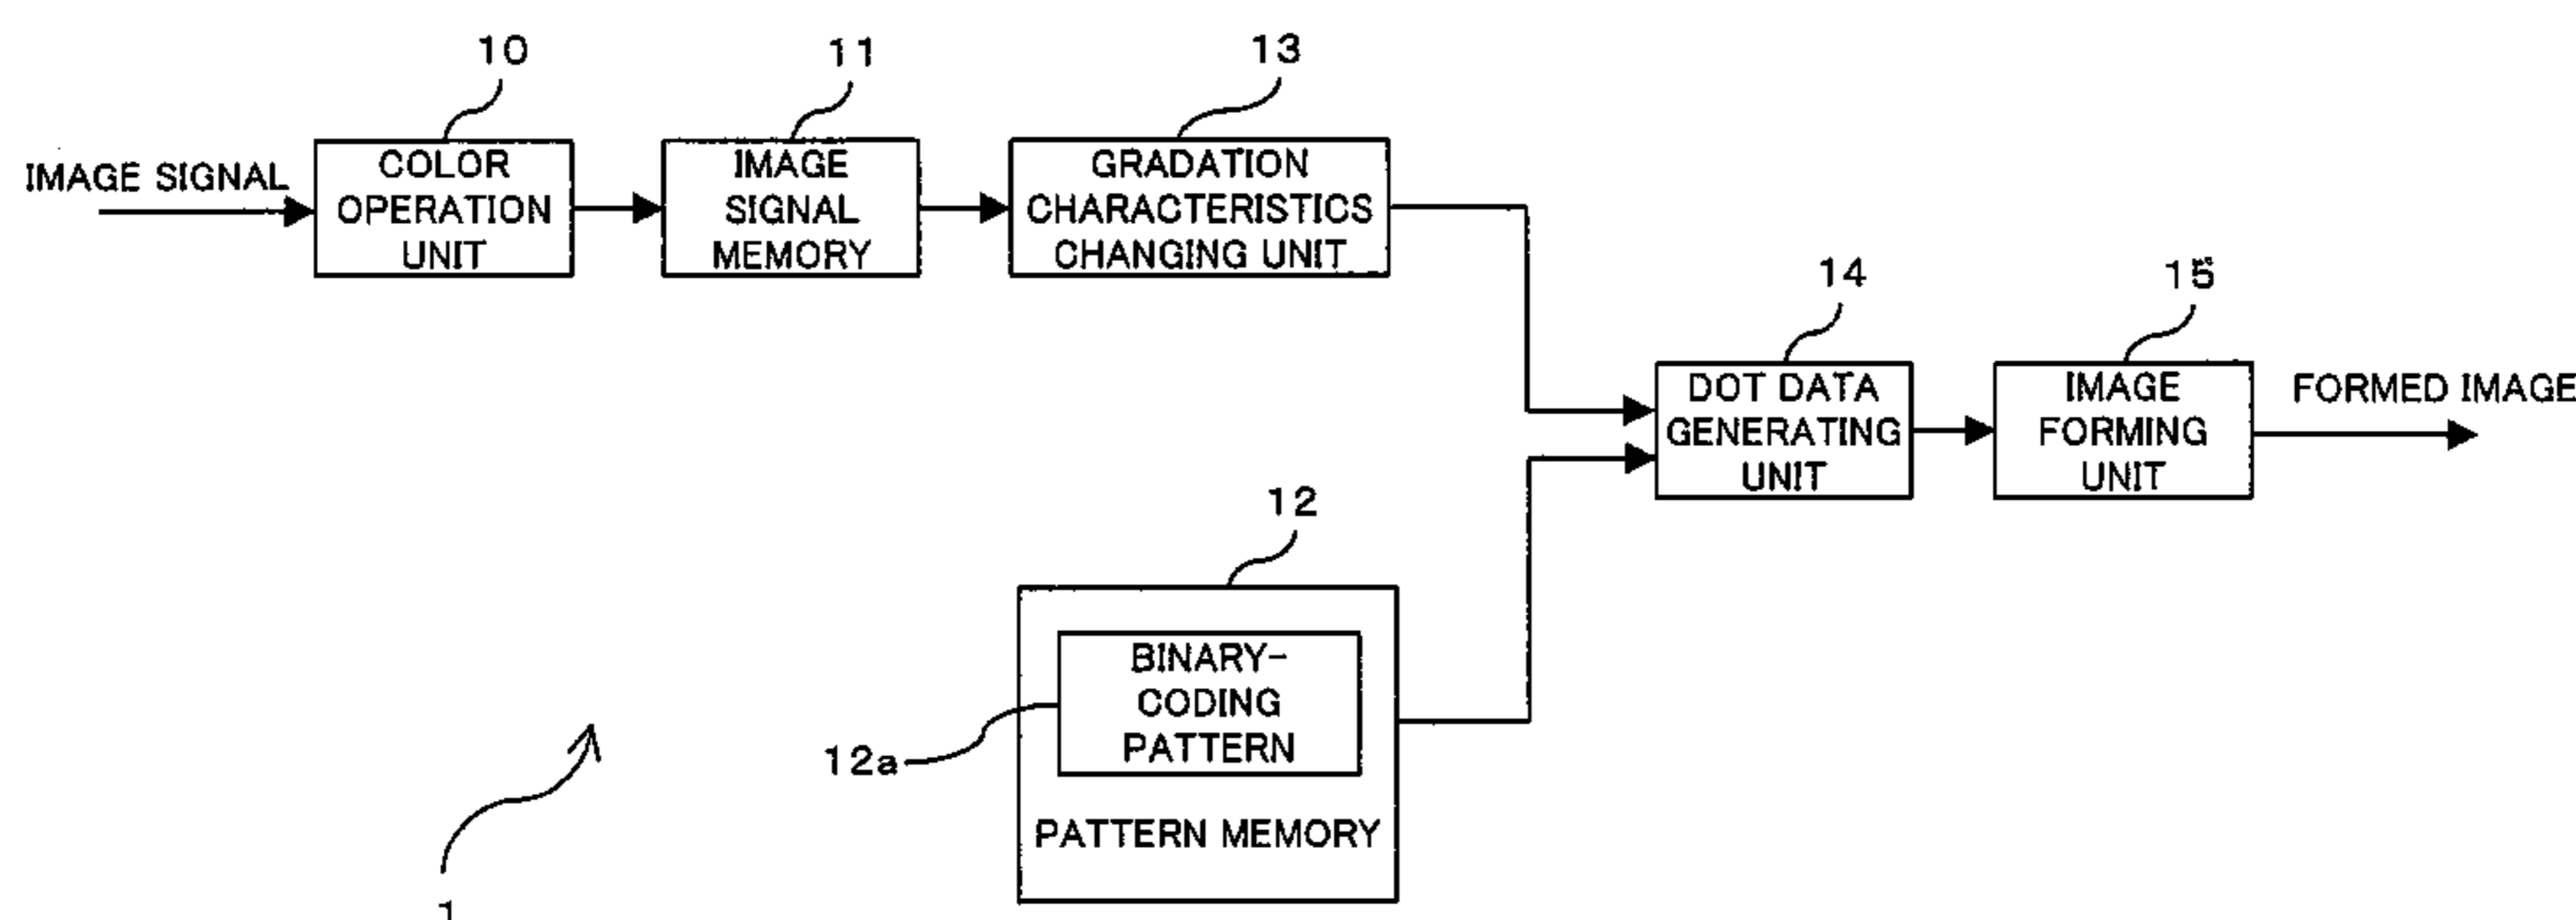 10
11
13
IMAGE SIGNAL
COLOR
OPERATION
UNIT
IMAGE
SIGNAL
MEMORY
GRADATION
CHARACTERISTICS
CHANGING UNIT
14
15
DOT DATA
GENERATING
UNIT
IMAGE
FORMING
UNIT
FORMED IMAGE
12
BINARY-
CODING
PATTERN
12a
PATTERN MEMORY
1